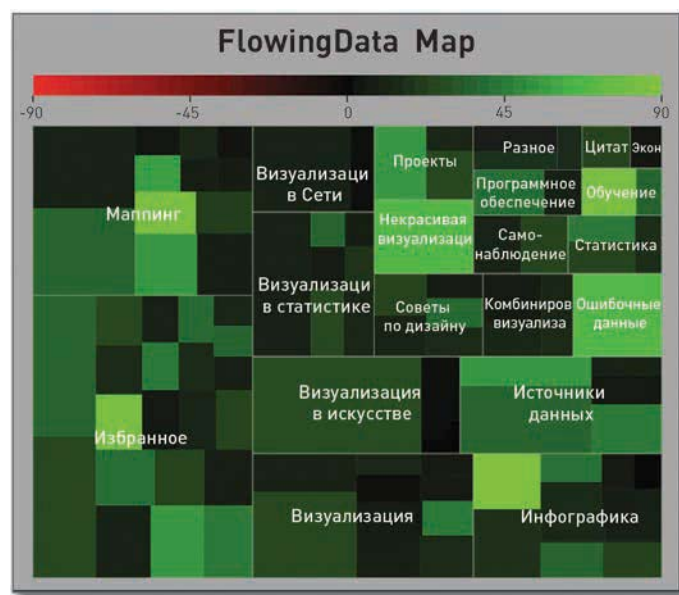 FlowingData Map
-90 -45 0 45 90
Маппинг
Избранное
Визуализаци
в Сети
Визуализаци
в статистике
Проекты
Некрасивая
визуализаци
Советы
по дизайну
Разное
Цитат
Экон
Программное
обеспечение
Обучение
Само-
наблюдение
Статистика
Комбиниров
визуализа
Ошибочные
данные
Визуализация
в искусстве
Источники
данных
Визуализация
Инфографика